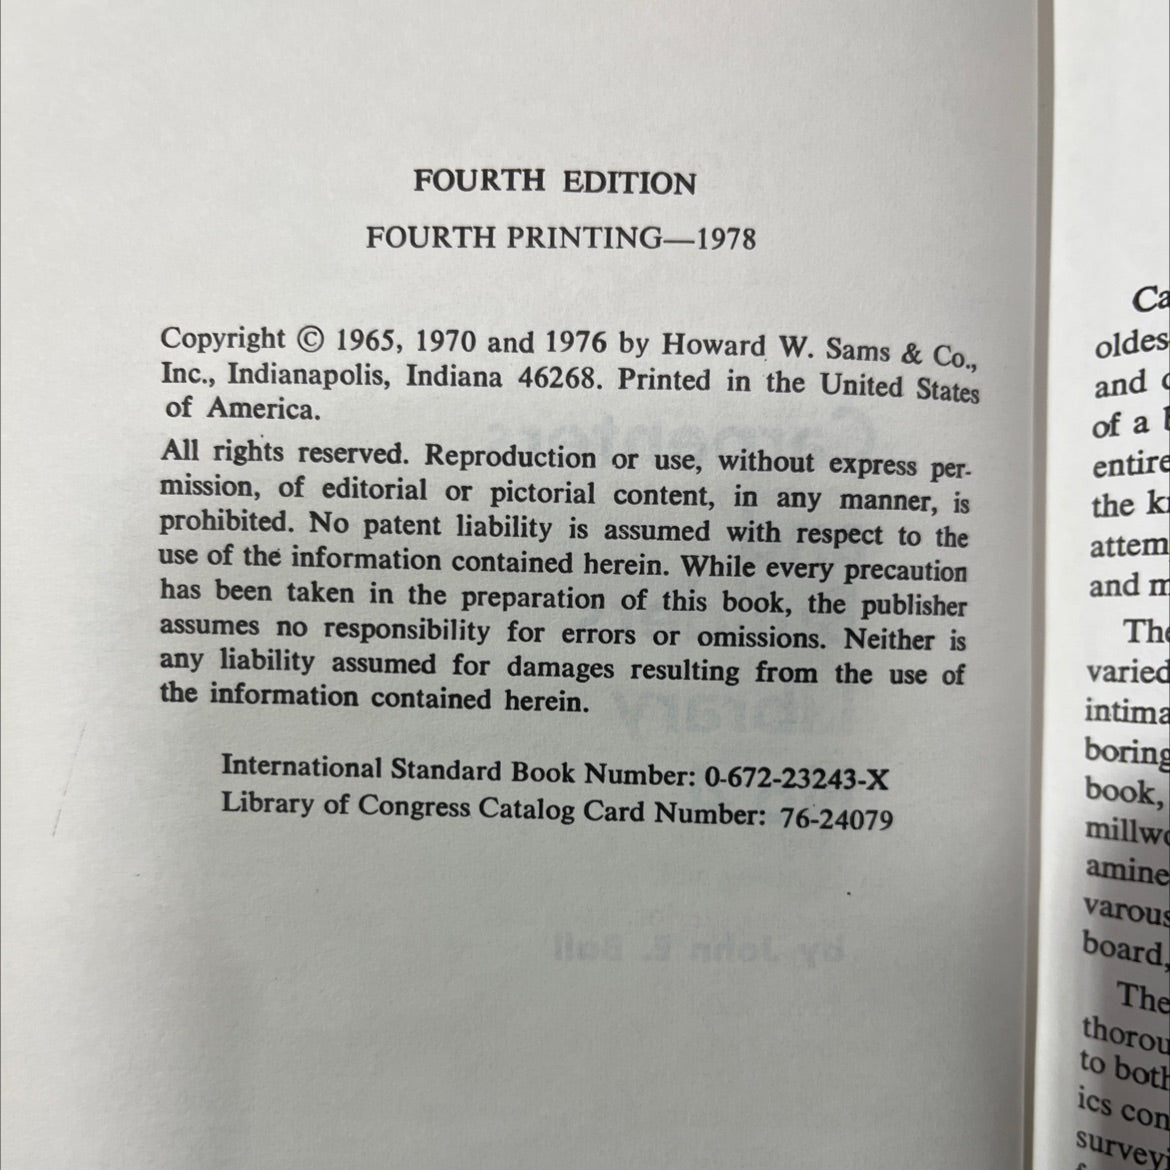 FOURTH EDITION
FOURTH PRINTING—1978
Copyright © 1965, 1970 and 1976 by Howard W. Sams & Co.,
Inc., Indianapolis, Indiana 46268. Printed in the United States
of America.
All rights reserved. Reproduction or use, without express per-
mission, of editorial or pictorial content, in any manner, is
prohibited. No patent liability is assumed with respect to the
use of the information contained herein. While every precaution
has been taken in the preparation of this book, the publisher
assumes no responsibility for errors or omissions. Neither is
any liability assumed for damages resulting from the use of
the information contained herein.
International Standard Book Number: 0-672-23243-X
Library of Congress Catalog Card Number: 76-24079
Carpenters
Library
by John E. Ball
Ca
oldes
and
of a
entire
the
attem
and m
The
varied
intima
boring
book,
millwo
amine
varous
board,
The
thorou
to both
ics con
survey